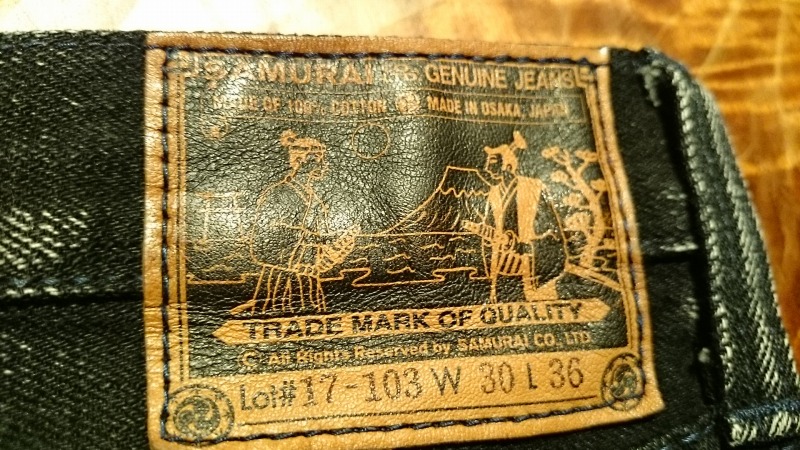 SAMURAI GENUINE JEANS
MADE OF 100% COTTON MADE IN OSAKA, JAPAN
TRADE MARK OF QUALITY
© All Rights Reserved by SAMURAI CO. LTD.
Lot# 17-103 W 30 L 36